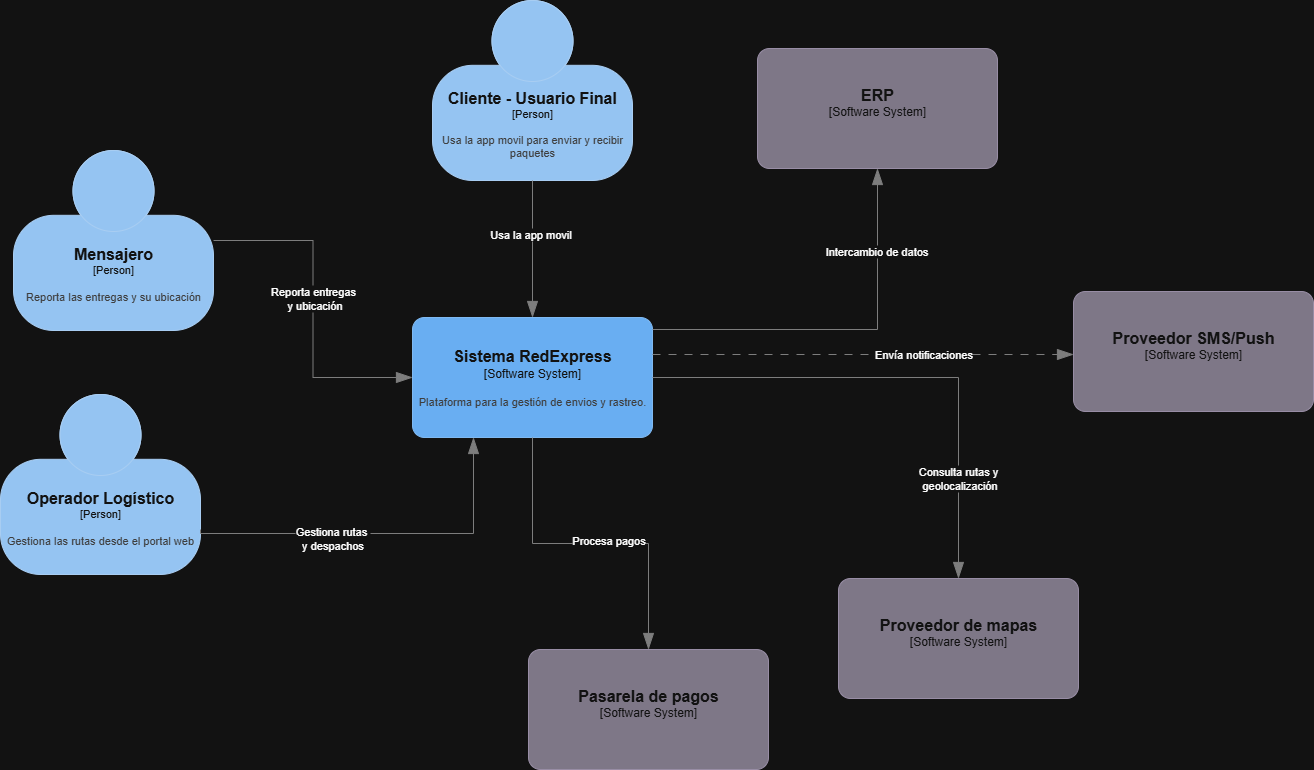 Cliente - Usuario Final
[Person]
Usa la app movil para enviar y recibir
paquetes
ERP
[Software System]
Mensajero
[Person]
Reporta las entregas y su ubicación
Usa la app movil
Intercambio de datos
Reporta entregas
y ubicación
Proveedor SMS/Push
[Software System]
Sistema RedExpress
[Software System]
Plataforma para la gestión de envios y rastreo.
Envía notificaciones
Operador Logístico
[Person]
Gestiona las rutas desde el portal web
Consulta rutas y
geolocalización
Gestiona rutas
y despachos
Procesa pagos
Proveedor de mapas
[Software System]
Pasarela de pagos
[Software System]